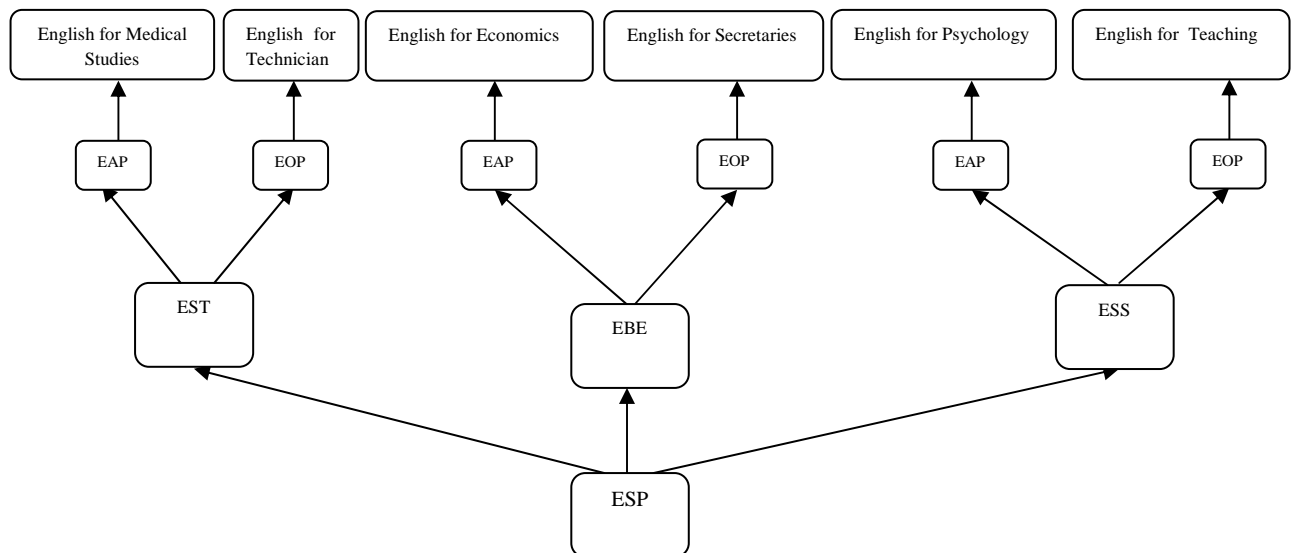 English for Medical
Studies
English for
Technician
English for Economics
English for Secretaries
English for Psychology
English for Teaching
EAP
EOP
EAP
EOP
EAP
EOP
EST
EBE
ESS
ESP